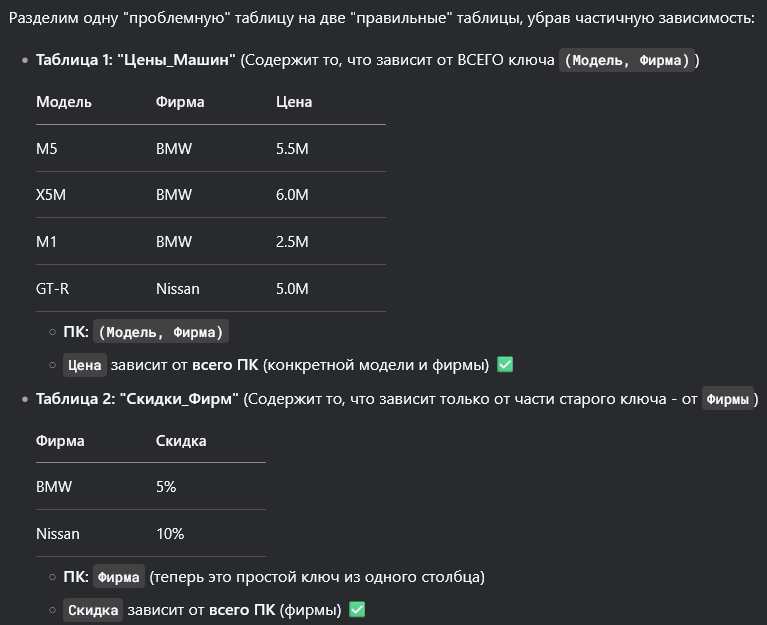 Разделим одну "проблемную" таблицу на две "правильные" таблицы, убрав частичную зависимость:
• Таблица 1: "Цены_Машин" (Содержит то, что зависит от ВСЕГО ключа (Модель, Фирма))
Модель Фирма Цена
M5 BMW 5.5M
X5M BMW 6.0M
M1 BMW 2.5M
GT-R Nissan 5.0M
○ ПК: (Модель, Фирма)
○ Цена зависит от всего ПК (конкретной модели и фирмы) ✅
• Таблица 2: "Скидки_Фирм" (Содержит то, что зависит только от части старого ключа - от Фирмы)
Фирма Скидка
BMW 5%
Nissan 10%
○ ПК: Фирма (теперь это простой ключ из одного столбца)
○ Скидка зависит от всего ПК (фирмы) ✅